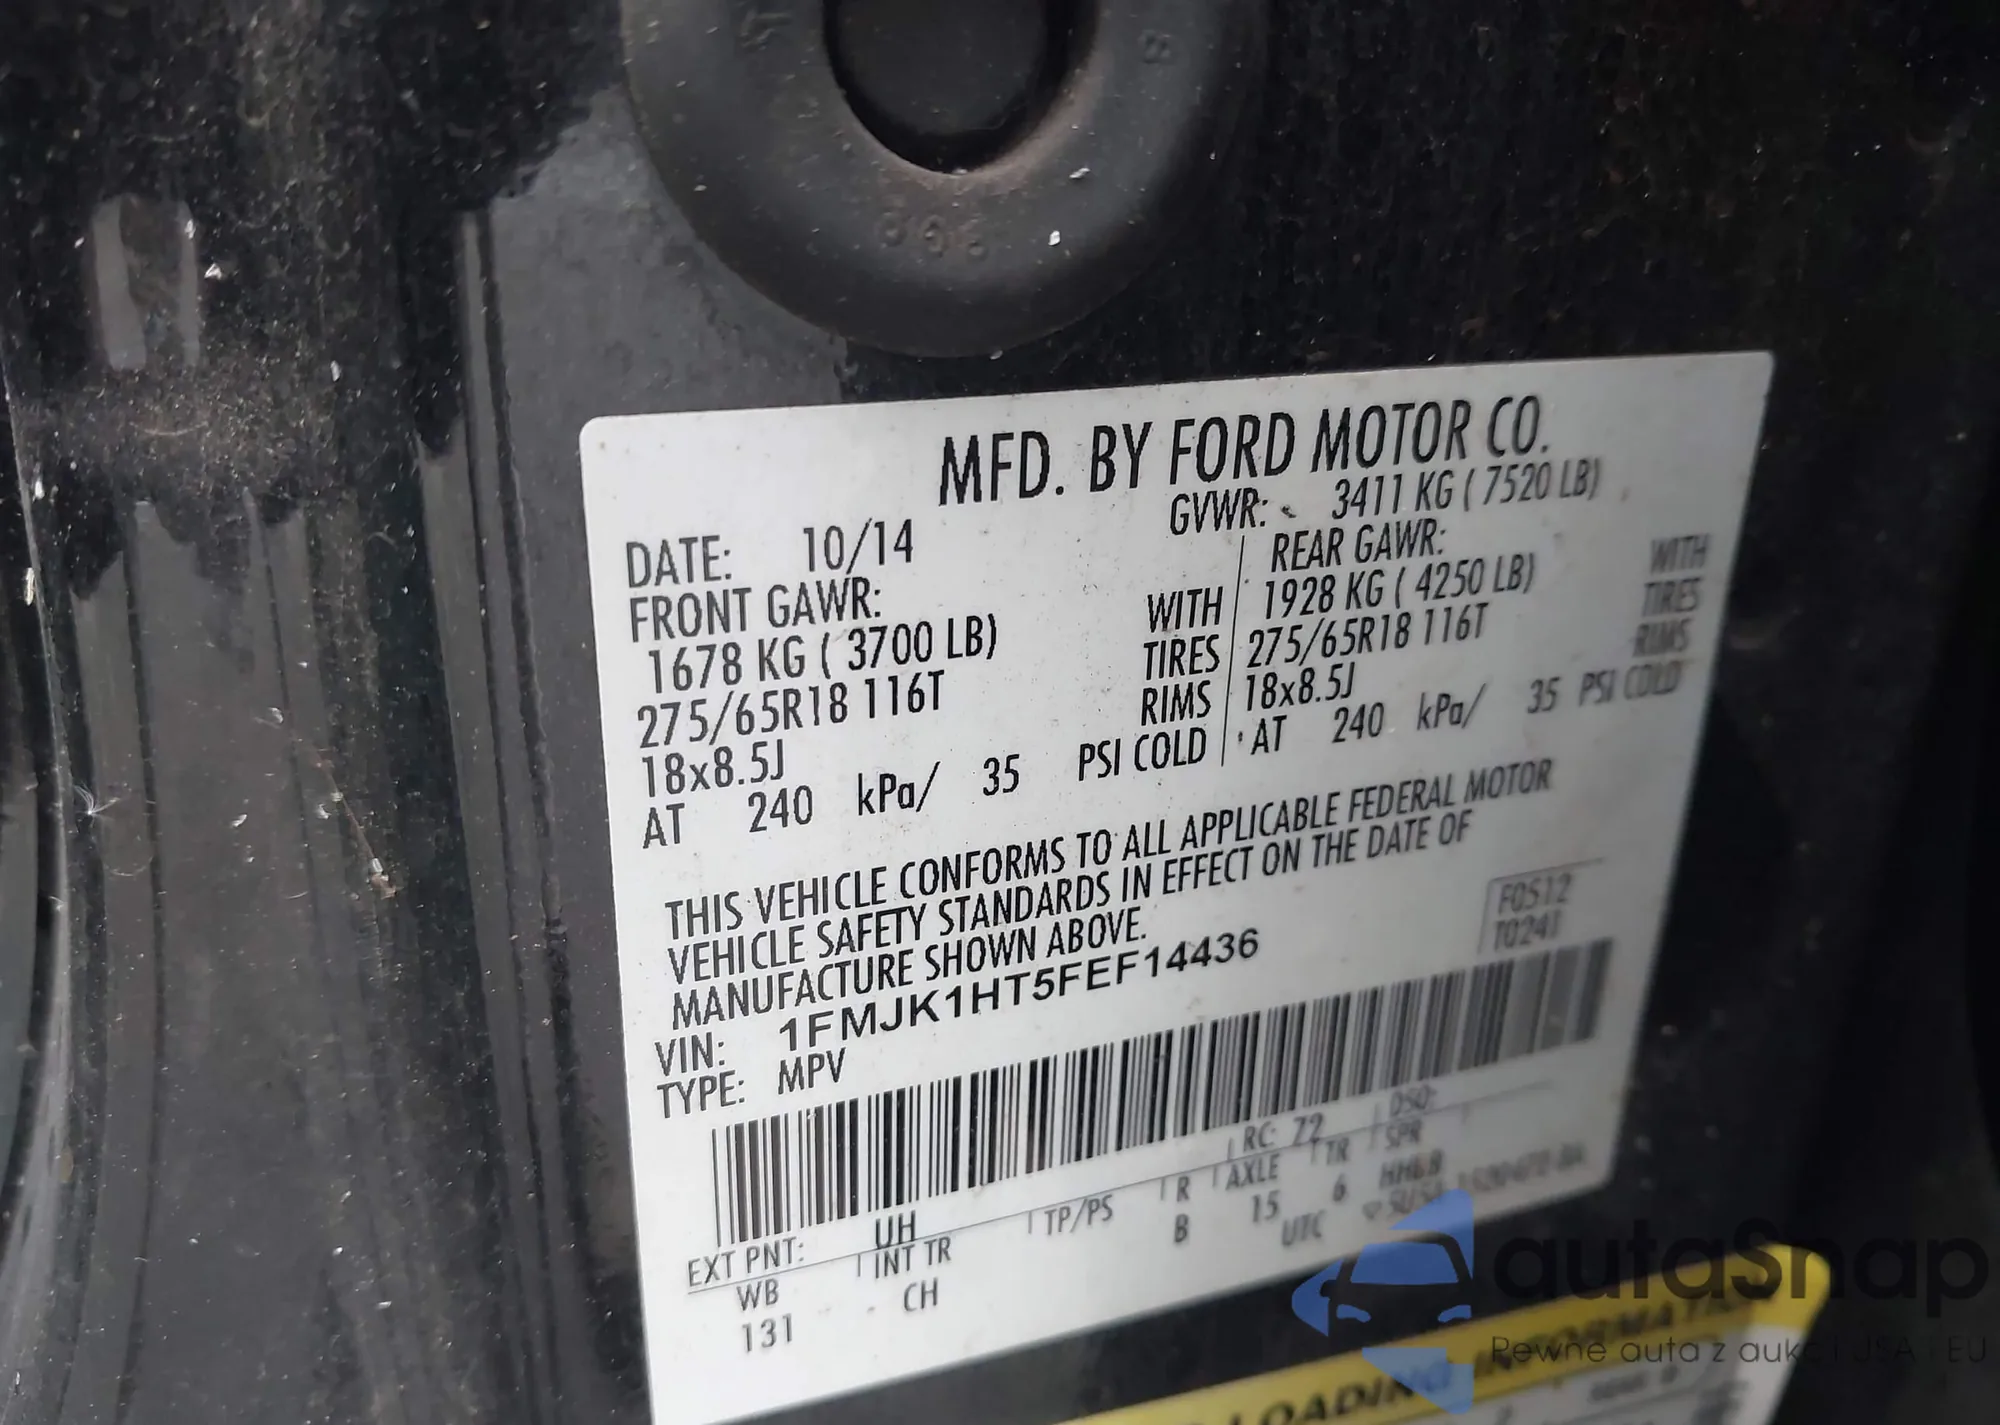 MFD. BY FORD MOTOR CO.
DATE: 10/14
GVWR: 3411 KG ( 7520 LB)
FRONT GAWR:
REAR GAWR:
1678 KG ( 3700 LB) WITH
1928 KG ( 4250 LB) WITH
275/65R18 116T TIRES
275/65R18 116T TIRES
18x8.5J RIMS
18x8.5J RIMS
AT 240 kPa/ 35 PSI COLD
AT 240 kPa/ 35 PSI COLD
THIS VEHICLE CONFORMS TO ALL APPLICABLE FEDERAL MOTOR
VEHICLE SAFETY STANDARDS IN EFFECT ON THE DATE OF
MANUFACTURE SHOWN ABOVE.
F0512
T0241
VIN: 1FMJK1HT5FEF14436
TYPE: MPV
EXT PNT: UH RC: 72 DSO:
WB INT TR TP/PS R AXLE TR SPR
131 CH B 15 6 HH6B
UTC
LOADING INFORMATION
autaSnap
Pewne auta z aukcji USA i EU